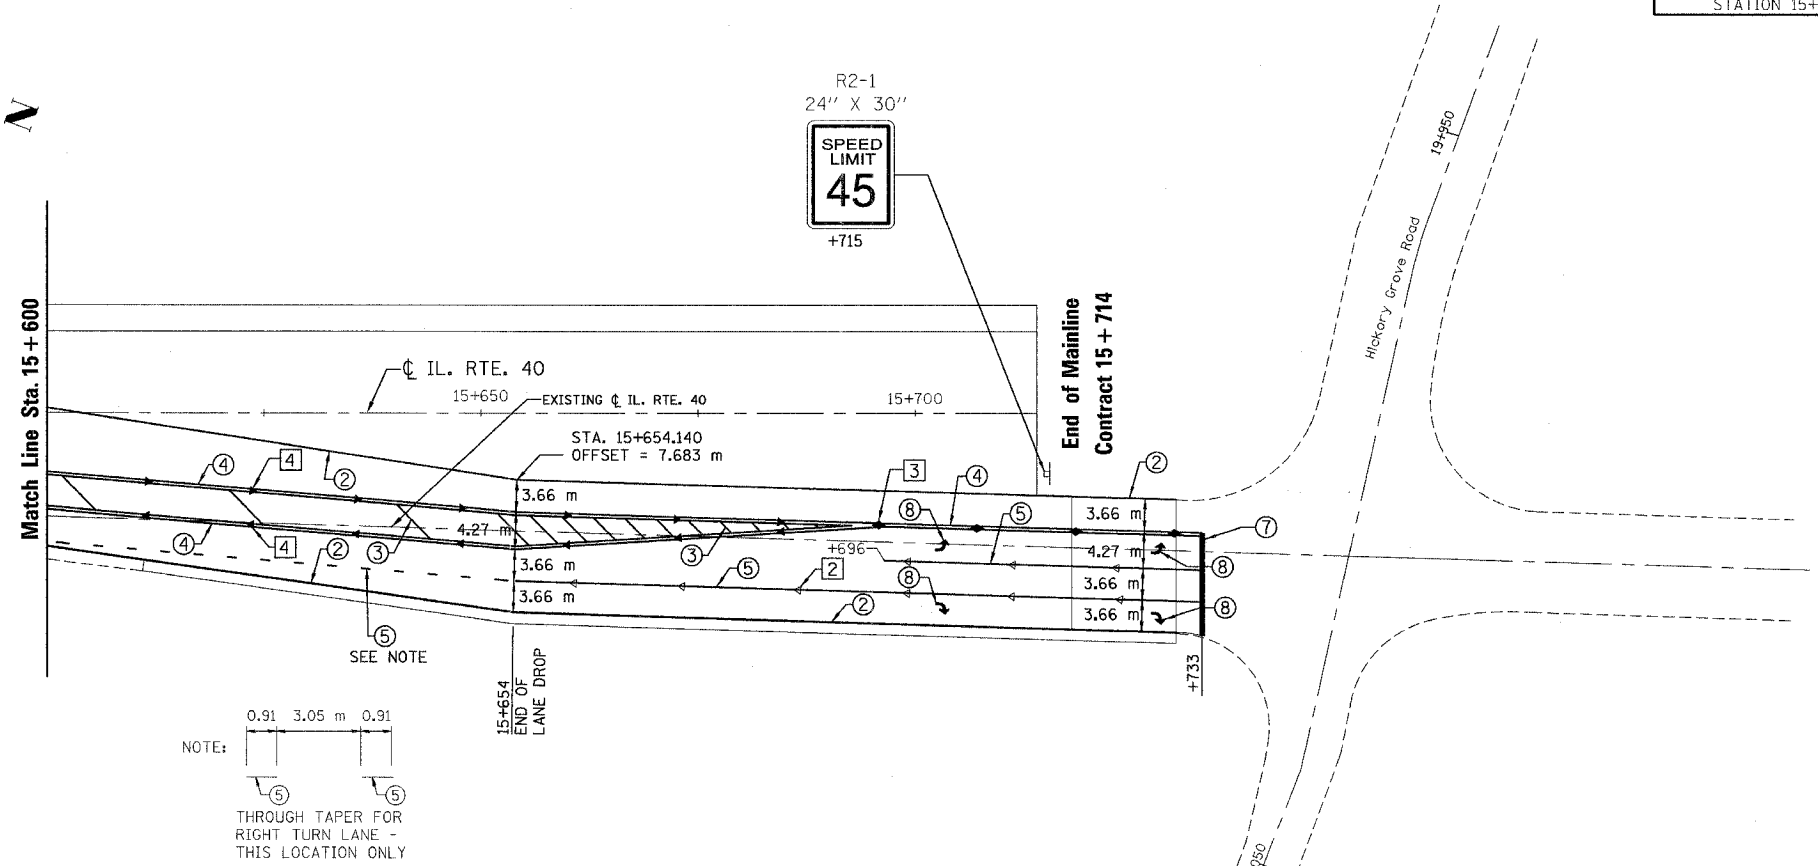 STATION 15+
N
R2-1
24" X 30"
SPEED
LIMIT
45
+715
19+950
Hickory Grove Road
Match Line Sta. 15 + 600
End of Mainline
Contract 15 + 714
℄ IL. RTE. 40
15+650
EXISTING ℄ IL. RTE. 40
15+700
STA. 15+654.140
OFFSET = 7.683 m
4
4
2
3
4
2
3.66 m
8
5
3.66 m
7
4.27 m
4
4
3
2
3
+696
4.27 m
8
3.66 m
5
2
8
3.66 m
3.66 m
2
3.66 m
8
5
SEE NOTE
15+654
END OF
LANE DROP
+733
0.91 3.05 m 0.91
NOTE:
5
5
THROUGH TAPER FOR
RIGHT TURN LANE -
THIS LOCATION ONLY
050